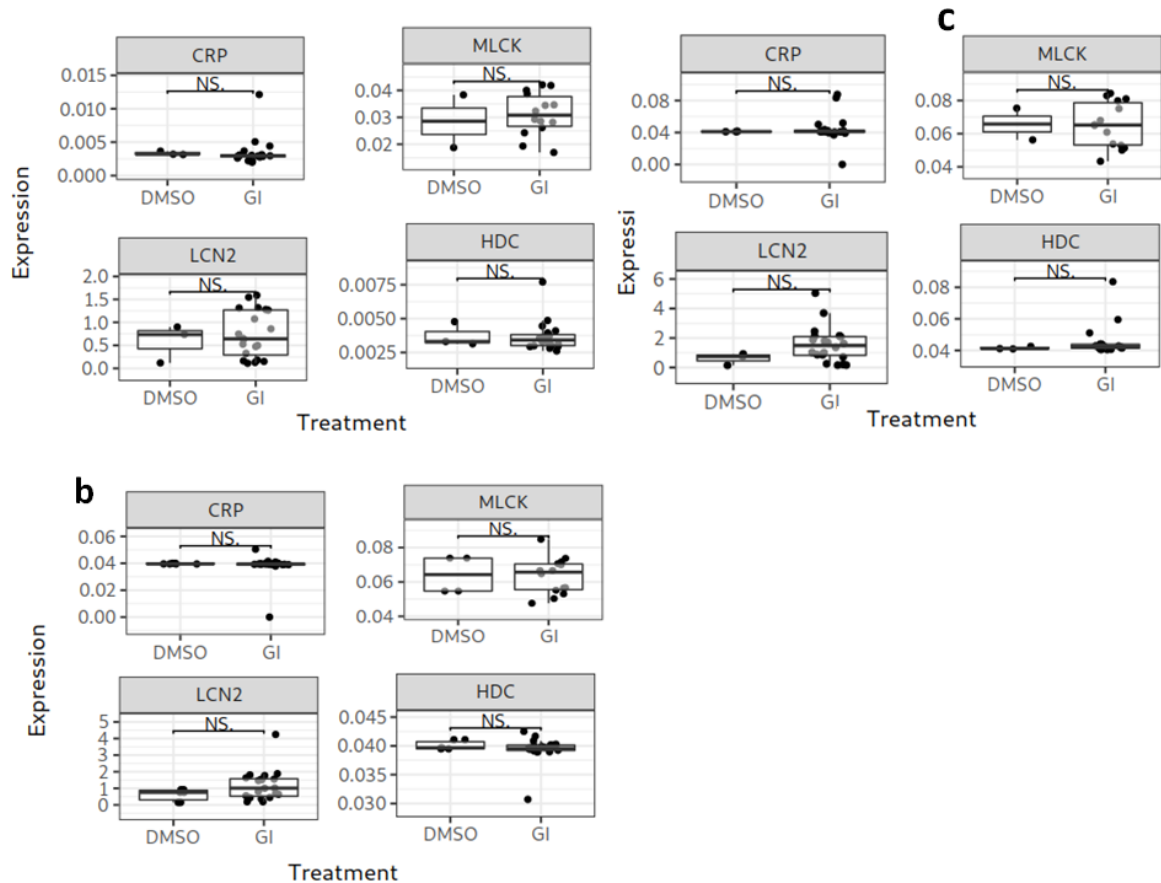 CRP
0.015
0.010
0.005
0.000
NS.
DMSO
GI
MLCK
0.04
0.03
0.02
NS.
DMSO
GI
LCN2
2.0
1.5
1.0
0.5
0.0
NS.
DMSO
GI
HDC
0.0075
0.0050
0.0025
NS.
DMSO
GI
Expression
Treatment
c
CRP
0.08
0.04
0.00
NS.
DMSO
GI
MLCK
0.08
0.06
0.04
NS.
DMSO
GI
LCN2
6
4
2
0
NS.
DMSO
GI
HDC
0.08
0.06
0.04
NS.
DMSO
GI
Expressi
Treatment
b
CRP
0.06
0.04
0.02
0.00
NS.
DMSO
GI
MLCK
0.08
0.06
0.04
NS.
DMSO
GI
LCN2
5
4
3
2
1
0
NS.
DMSO
GI
HDC
0.045
0.040
0.035
0.030
NS.
DMSO
GI
Expression
Treatment